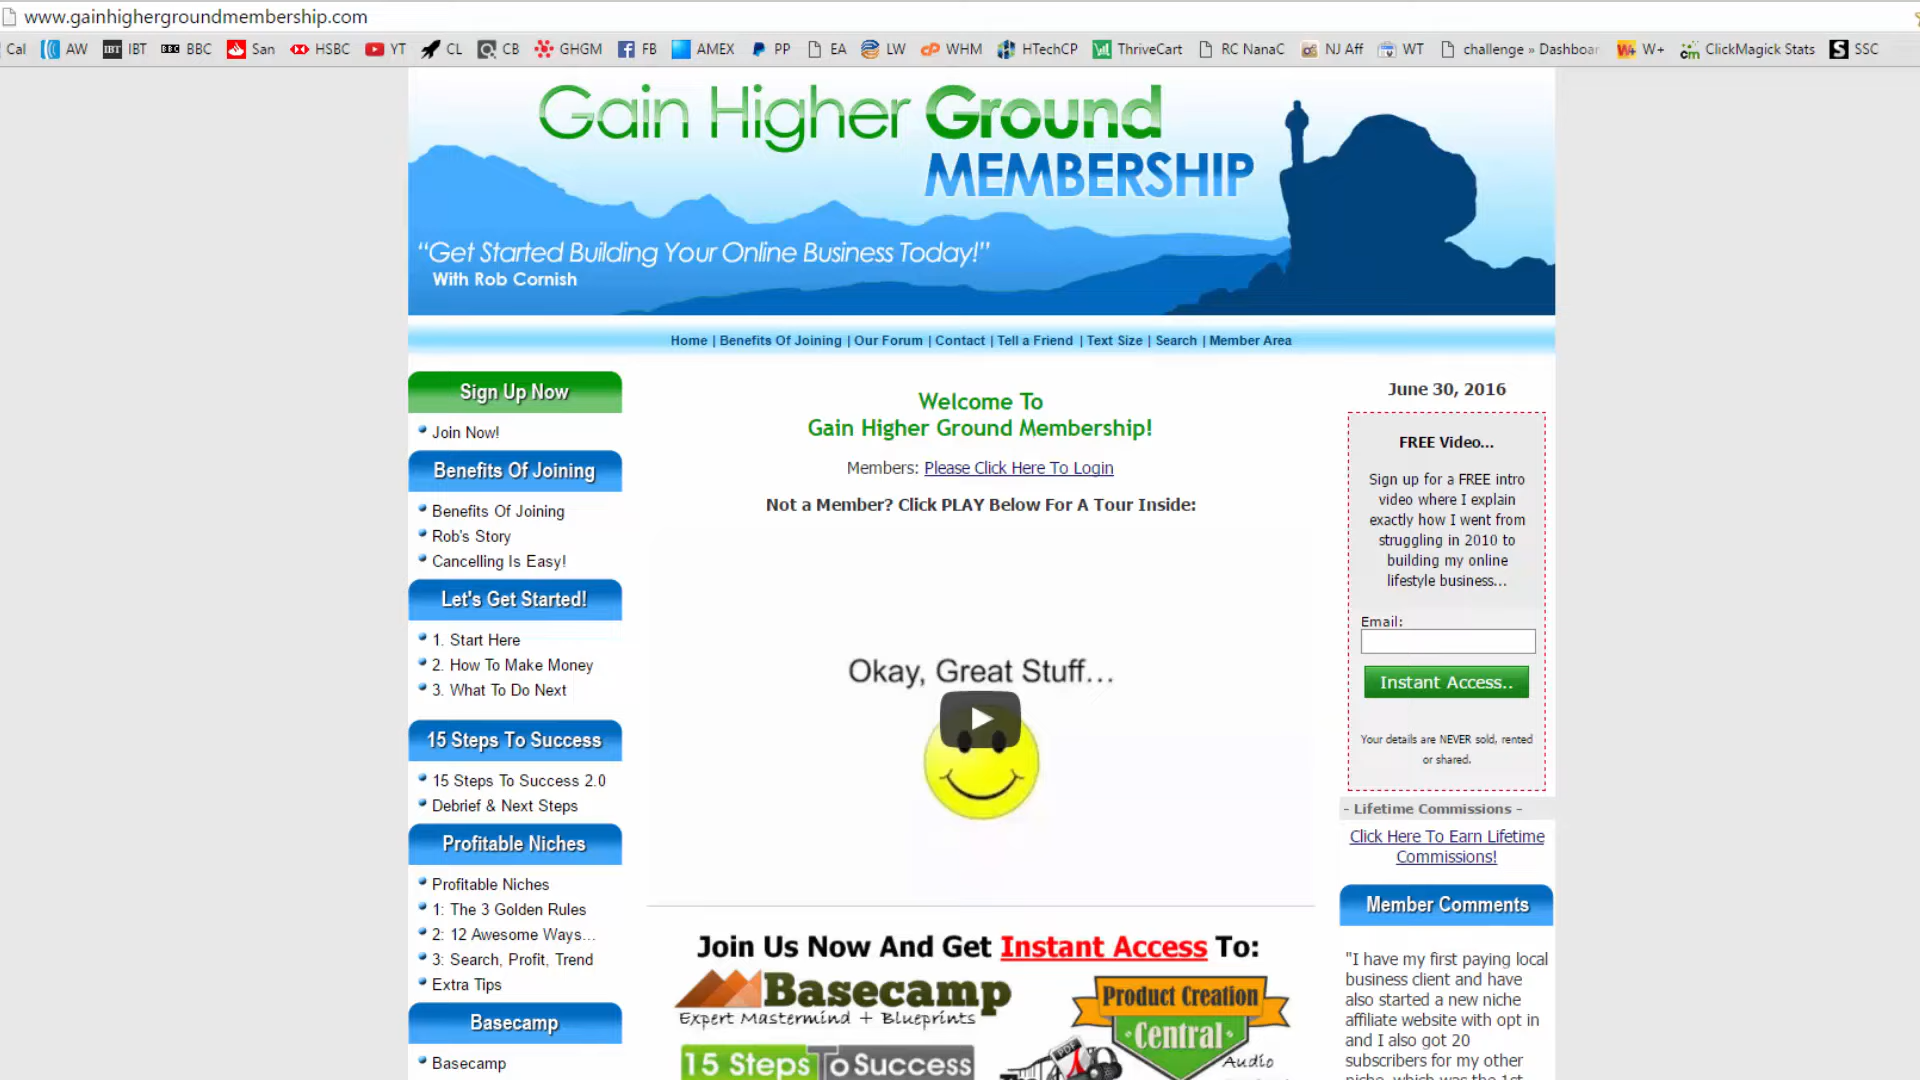 www.gainhighergroundmembership.com
Cal AW IBT IBT BBC BBC San HSBC YT CL CB GHGM FB AMEX PP EA LW cP WHM HTechCP ThriveCart RC NanaC NJ Aff WT challenge » Dashboar W+ W+ cm ClickMagick Stats S SSC
Gain Higher Ground
MEMBERSHIP
“Get Started Building Your Online Business Today!”
With Rob Cornish
Home | Benefits Of Joining | Our Forum | Contact | Tell a Friend | Text Size | Search | Member Area
Sign Up Now
Join Now!
Benefits Of Joining
Benefits Of Joining
Rob's Story
Cancelling Is Easy!
Let's Get Started!
1. Start Here
2. How To Make Money
3. What To Do Next
15 Steps To Success
15 Steps To Success 2.0
Debrief & Next Steps
Profitable Niches
Profitable Niches
1: The 3 Golden Rules
2: 12 Awesome Ways...
3: Search, Profit, Trend
Extra Tips
Basecamp
Basecamp
Welcome To
Gain Higher Ground Membership!
Members: Please Click Here To Login
Not a Member? Click PLAY Below For A Tour Inside:
Okay, Great Stuff...
Join Us Now And Get Instant Access To:
Basecamp
Expert Mastermind + Blueprints
15 Steps To Success
Product Creation
Central
PDF
Audio
June 30, 2016
FREE Video...
Sign up for a FREE intro
video where I explain
exactly how I went from
struggling in 2010 to
building my online
lifestyle business...
Email:
Instant Access..
Your details are NEVER sold, rented
or shared.
- Lifetime Commissions -
Click Here To Earn Lifetime
Commissions!
Member Comments
"I have my first paying local
business client and have
also started a new niche
affiliate website with opt in
and I also got 20
subscribers for my other
niche, which was the 1st